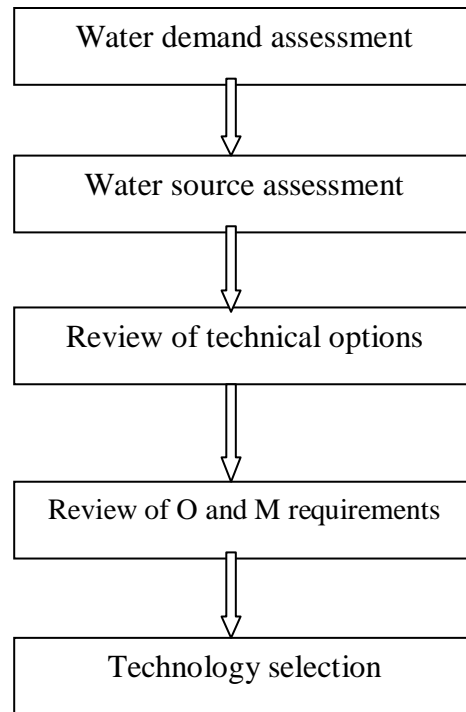 Water demand assessment
Water source assessment
Review of technical options
Review of O and M requirements
Technology selection